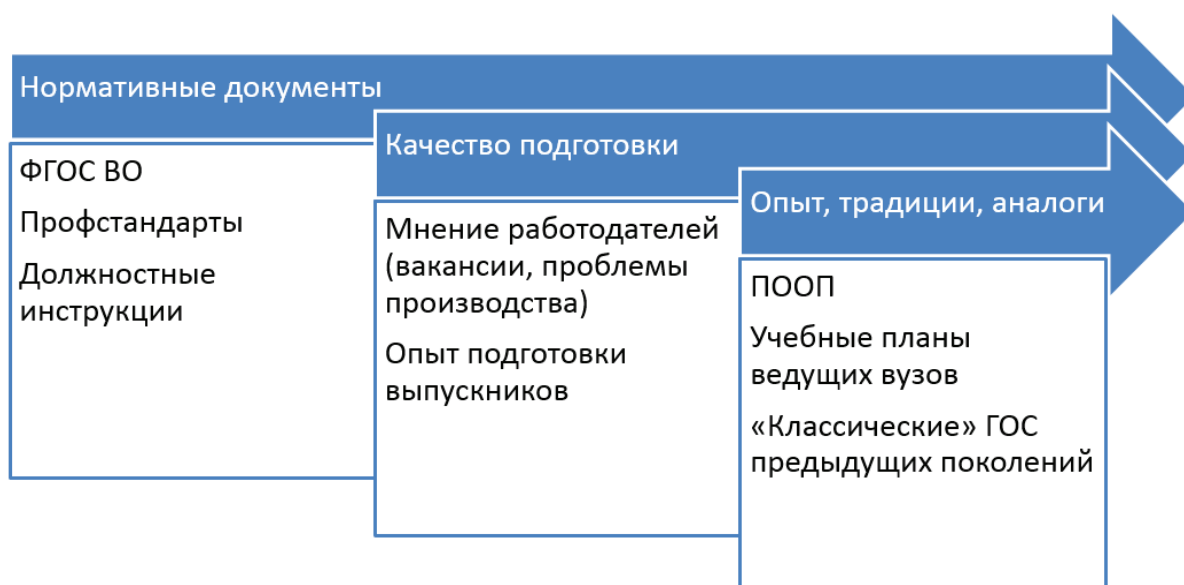 Нормативные документы
ФГОС ВО
Профстандарты
Должностные
инструкции
Качество подготовки
Мнение работодателей
(вакансии, проблемы
производства)
Опыт подготовки
выпускников
Опыт, традиции, аналоги
ПООП
Учебные планы
ведущих вузов
«Классические» ГОС
предыдущих поколений